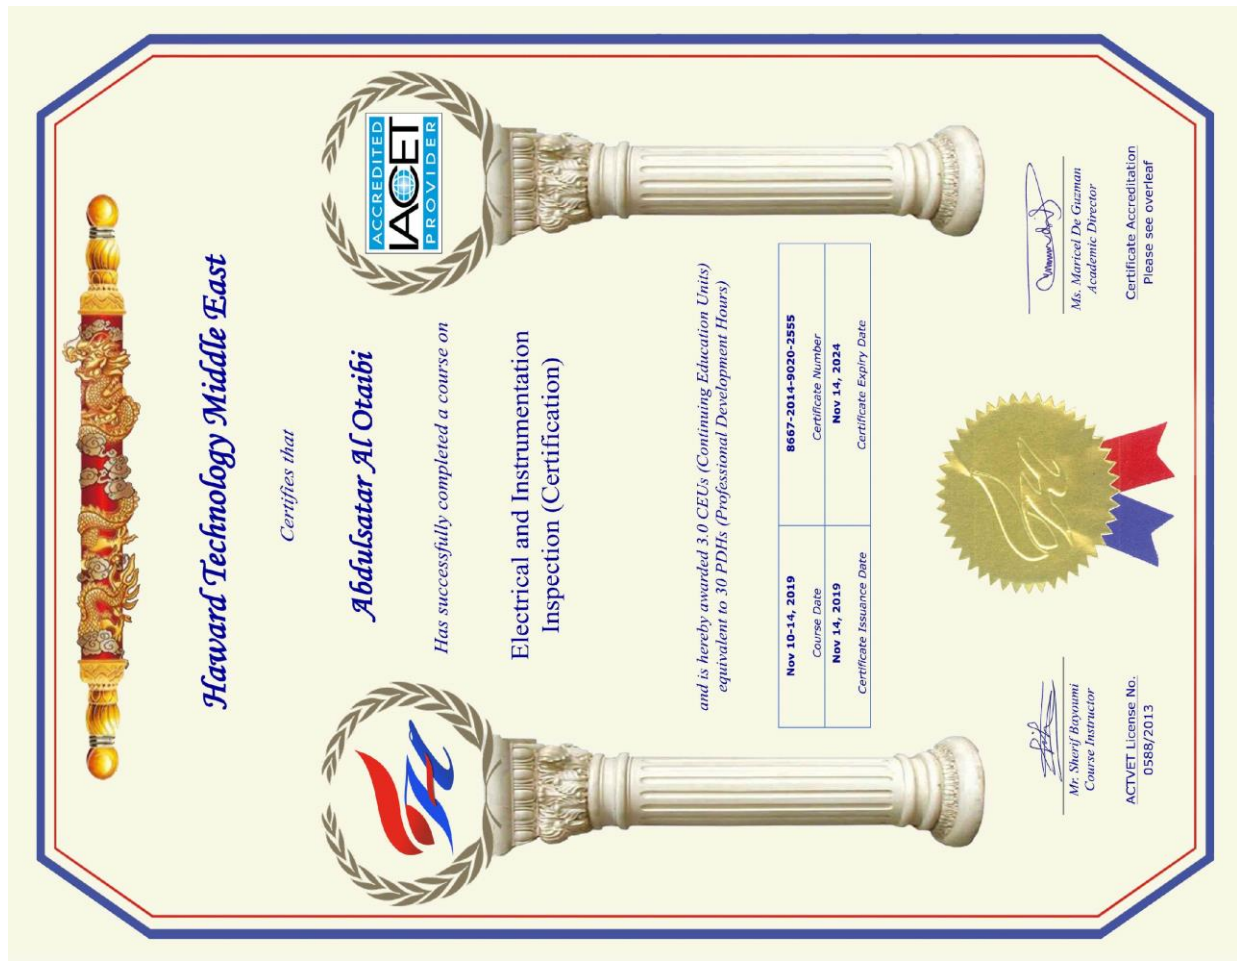 Haward Technology Middle East
Certifies that
Abdulsatar Al Otaibi
Has successfully completed a course on
ACCREDITED
IACET
PROVIDER
Electrical and Instrumentation
Inspection (Certification)
and is hereby awarded 3.0 CEUs (Continuing Education Units)
equivalent to 30 PDHs (Professional Development Hours)
Nov 10-14, 2019 8667-2014-9020-2555
Course Date Certificate Number
Nov 14, 2019 Nov 14, 2024
Certificate Issuance Date Certificate Expiry Date
Mr. Sherif Bayoumi
Course Instructor
Ms. Maricel De Guzman
Academic Director
ACTVET License No.
0588/2013
Certificate Accreditation
Please see overleaf